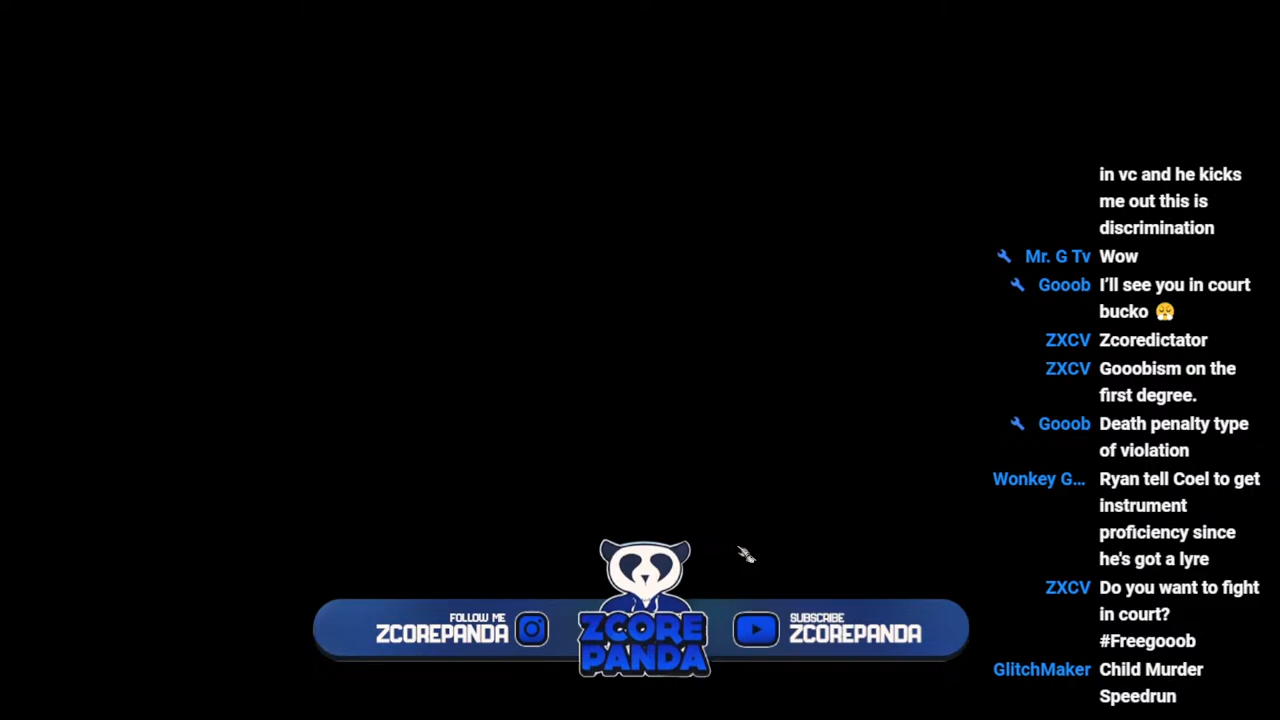 in vc and he kicks
me out this is
discrimination
Mr. G Tv Wow
Gooob I’ll see you in court
bucko 😤
ZXCV Zcoredictator
ZXCV Gooobism on the
first degree.
Gooob Death penalty type
of violation
Wonkey G... Ryan tell Coel to get
instrument
proficiency since
he's got a lyre
ZXCV Do you want to fight
in court?
#Freegooob
GlitchMaker Child Murder
Speedrun
FOLLOW ME
ZCOREPANDA
ZCORE
PANDA
SUBSCRIBE
ZCOREPANDA